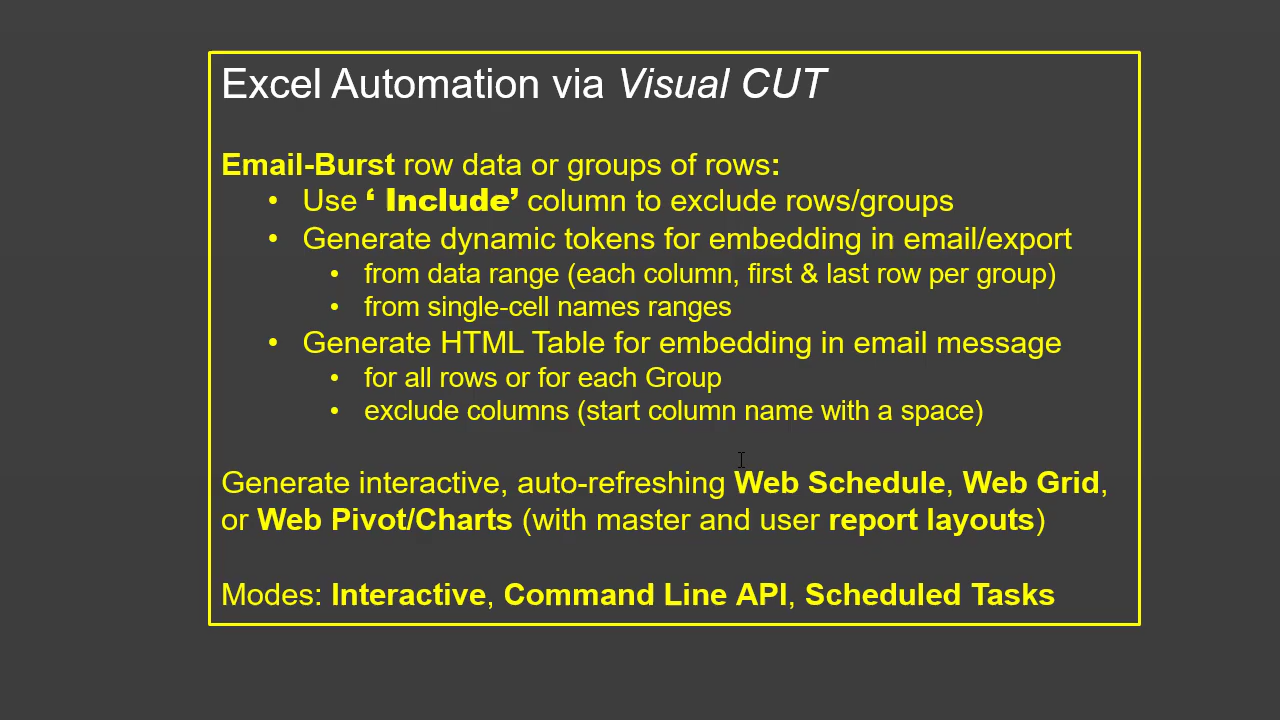 Excel Automation via Visual CUT
Email-Burst row data or groups of rows:
• Use ‘ Include’ column to exclude rows/groups
• Generate dynamic tokens for embedding in email/export
• from data range (each column, first & last row per group)
• from single-cell names ranges
• Generate HTML Table for embedding in email message
• for all rows or for each Group
• exclude columns (start column name with a space)
Generate interactive, auto-refreshing Web Schedule, Web Grid,
or Web Pivot/Charts (with master and user report layouts)
Modes: Interactive, Command Line API, Scheduled Tasks